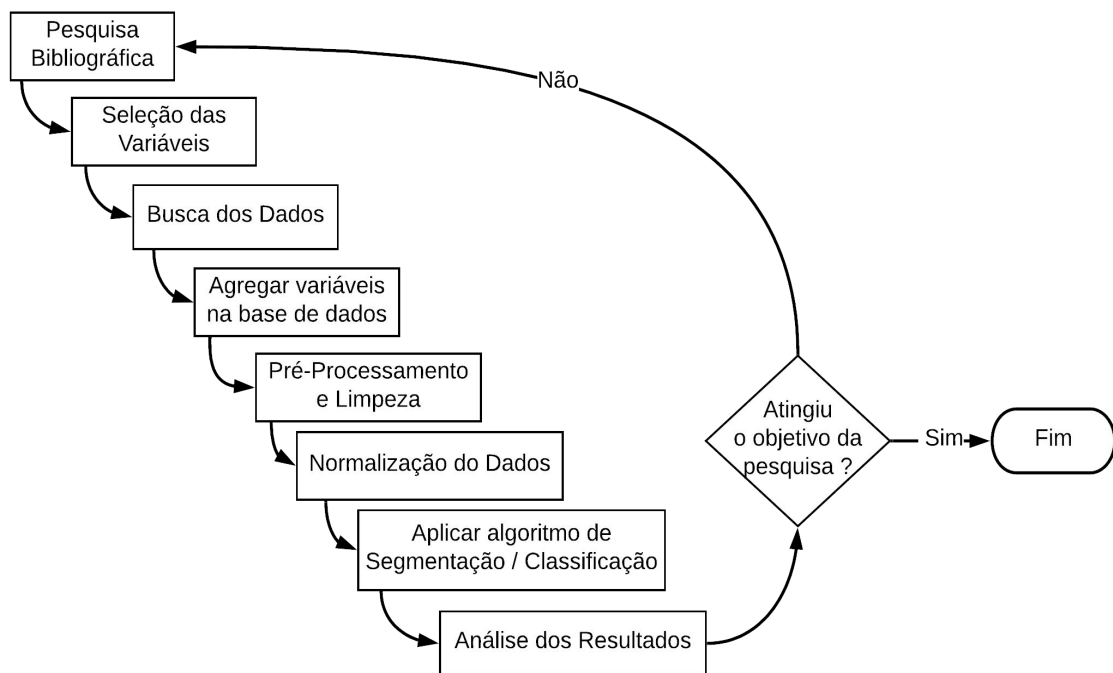 Pesquisa
Bibliográfica
Não
Seleção das
Variáveis
Busca dos Dados
Agregar variáveis
na base de dados
Pré-Processamento
e Limpeza
Normalização do Dados
Aplicar algoritmo de
Segmentação / Classificação
Análise dos Resultados
Atingiu
o objetivo da
pesquisa ?
Sim
Fim